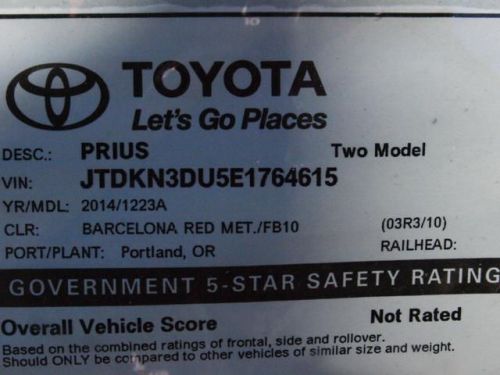 TOYOTA
Let's Go Places
DESC.: PRIUS Two Model
VIN: JTDKN3DU5E1764615
YR/MDL: 2014/1223A
CLR: BARCELONA RED MET./FB10 (03R3/10)
PORT/PLANT: Portland, OR RAILHEAD:
GOVERNMENT 5-STAR SAFETY RATING
Overall Vehicle Score Not Rated
Based on the combined ratings of frontal, side and rollover.
Should ONLY be compared to other vehicles of similar size and weight.